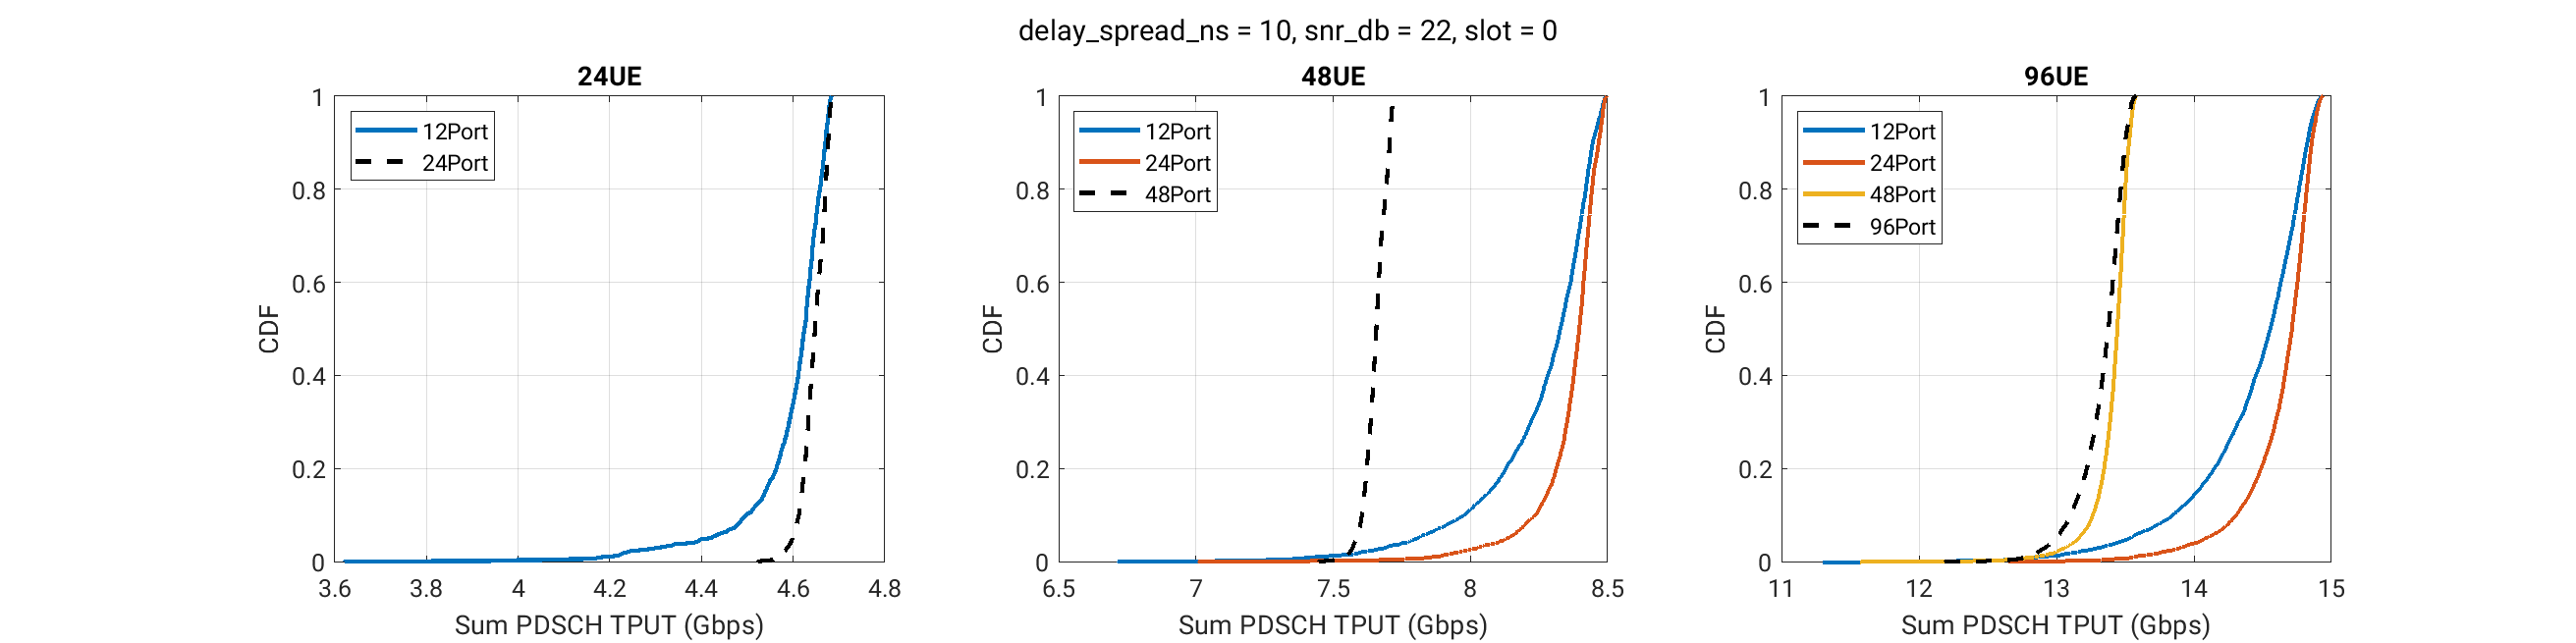 delay_spread_ns = 10, snr_db = 22, slot = 0
24UE
12Port
24Port
CDF
0
0.2
0.4
0.6
0.8
1
3.6
3.8
4
4.2
4.4
4.6
4.8
Sum PDSCH TPUT (Gbps)
48UE
12Port
24Port
48Port
CDF
0
0.2
0.4
0.6
0.8
1
6.5
7
7.5
8
8.5
Sum PDSCH TPUT (Gbps)
96UE
12Port
24Port
48Port
96Port
CDF
0
0.2
0.4
0.6
0.8
1
11
12
13
14
15
Sum PDSCH TPUT (Gbps)